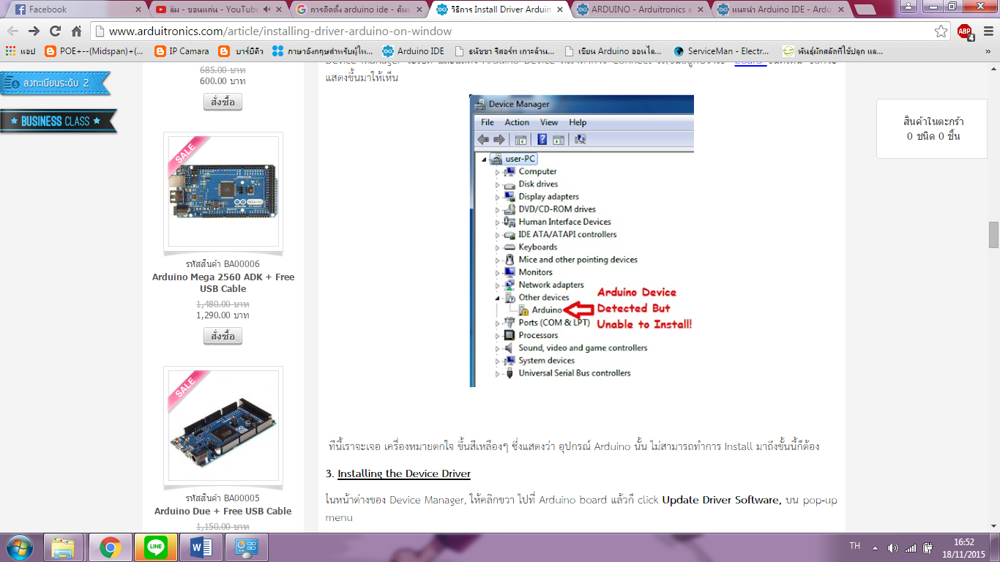 Facebook
ลิม - ขอนแก่น - YouTube
การติดตั้ง arduino ide - ค้นห
วิธีการ Install Driver Arduin
ARDUINO - Arduitronics ศ
แนะนำ Arduino IDE - Ardu
www.arduitronics.com/article/installing-driver-arduino-on-window
ABP
4
แอป
POE+--(Midspan)+(...
IP Camara
บาร์บีคิว
ภาษาอังกฤษสำหรับผู้ให...
Arduino IDE
ธนัชชา รีสอร์ท เกาะล้าน...
เขียน Arduino ออนไล...
ServiceMan - Electr...
พันธุ์ผักสลัดที่ใช้ปลูก แล...
»
ลงทะเบียนระดับ 2
BUSINESS CLASS
685.00 บาท
600.00 บาท
สั่งซื้อ
SALE
รหัสสินค้า BA00006
Arduino Mega 2560 ADK + Free
USB Cable
1,480.00 บาท
1,290.00 บาท
สั่งซื้อ
SALE
รหัสสินค้า BA00005
Arduino Due + Free USB Cable
1,150.00 บาท
แสดงขึ้นมาให้เห็น
Device Manager
File Action View Help
user-PC
Computer
Disk drives
Display adapters
DVD/CD-ROM drives
Human Interface Devices
IDE ATA/ATAPI controllers
Keyboards
Mice and other pointing devices
Monitors
Network adapters
Other devices
Arduino
Ports (COM & LPT)
Processors
Sound, video and game controllers
System devices
Universal Serial Bus controllers
Arduino Device
Detected But
Unable to Install!
ทีนี้เราจะเจอ เครื่องหมายตกใจ ขึ้นสีเหลืองๆ ซึ่งแสดงว่า อุปกรณ์ Arduino นั้น ไม่สามารถทำการ Install มาถึงขั้นนี้ก็ต้อง
3. Installing the Device Driver
ในหน้าต่างของ Device Manager, ให้คลิกขวา ไปที่ Arduino board แล้วก็ click Update Driver Software, บน pop-up
menu
สินค้าในตะกร้า
0 ชนิด 0 ชิ้น
LINE
TH
16:52
18/11/2015